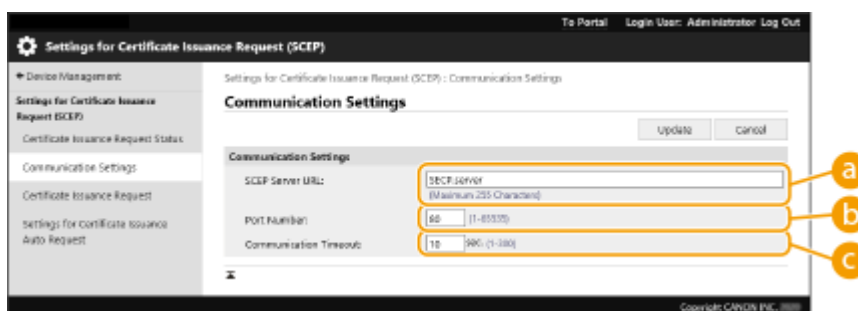 To Portal Login User: Administrator Log Out
Settings for Certificate Issuance Request (SCEP)
Device Management
Settings for Certificate Issuance Request (SCEP) : Communication Settings
Settings for Certificate Issuance
Request (SCEP)
Certificate Issuance Request Status
Communication Settings
Certificate Issuance Request
Settings for Certificate Issuance
Auto Request
Communication Settings
Update Cancel
Communication Settings
SCEP Server URL:
SECP.server
(Maximum 255 Characters)
a
Port Number:
80 (1-65535)
b
Communication Timeout:
10 sec. (1-300)
c
Copyright CANON INC.